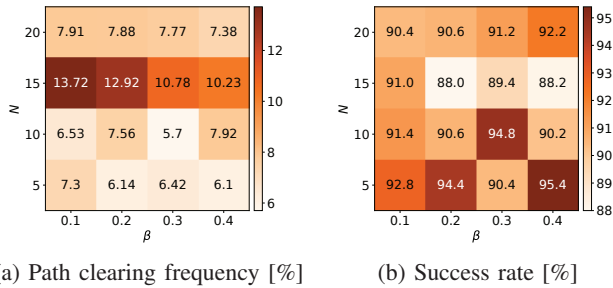 20 7.91 7.88 7.77 7.38
15 13.72 12.92 10.78 10.23
10 6.53 7.56 5.7 7.92
5 7.3 6.14 6.42 6.1
N
0.1 0.2 0.3 0.4
β
12
10
8
6
(a) Path clearing frequency [%]
20 90.4 90.6 91.2 92.2
15 91.0 88.0 89.4 88.2
10 91.4 90.6 94.8 90.2
5 92.8 94.4 90.4 95.4
N
0.1 0.2 0.3 0.4
β
95
94
93
92
91
90
89
88
(b) Success rate [%]